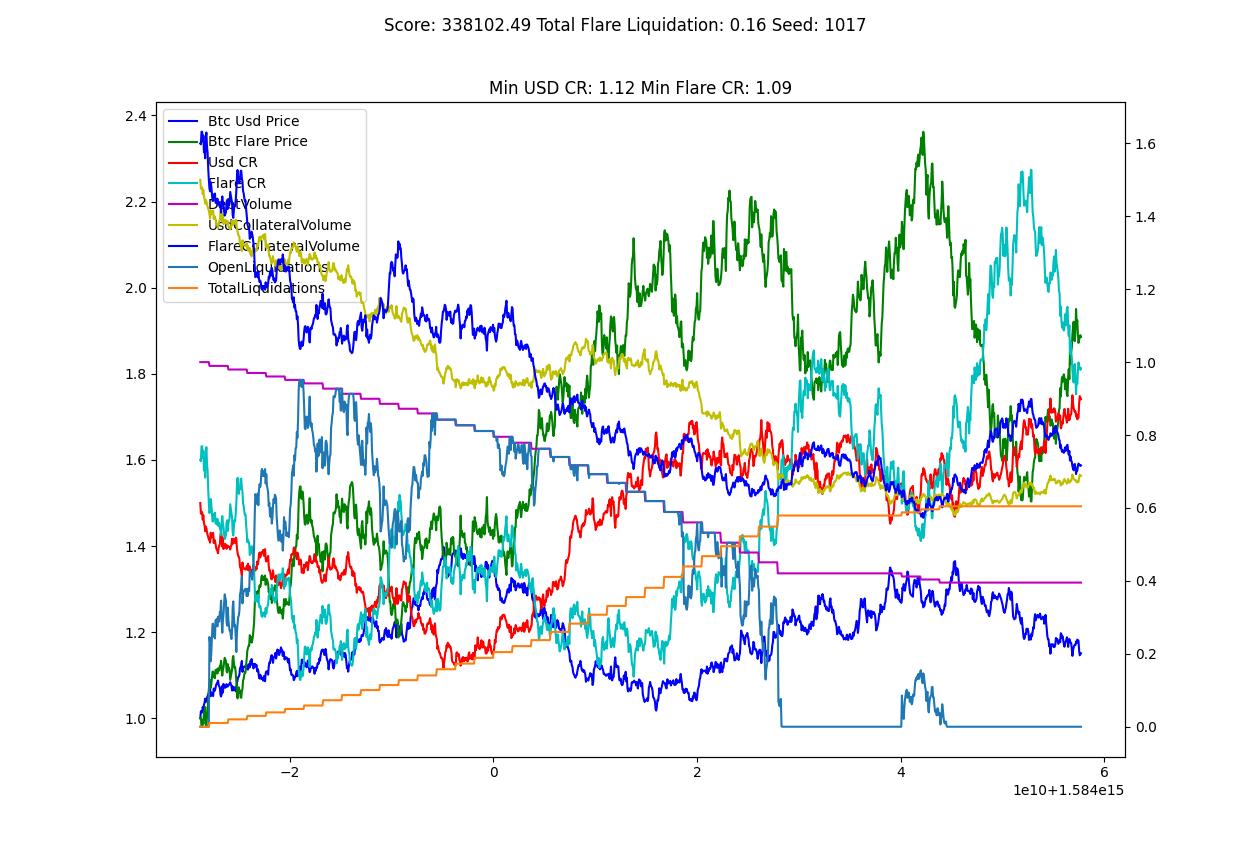 Score: 338102.49 Total Flare Liquidation: 0.16 Seed: 1017
Min USD CR: 1.12 Min Flare CR: 1.09
Btc Usd Price
Btc Flare Price
Usd CR
Flare CR
DebtVolume
UsdCollateralVolume
FlareCollateralVolume
OpenLiquidations
TotalLiquidations
2.4
2.2
2.0
1.8
1.6
1.4
1.2
1.0
1.6
1.4
1.2
1.0
0.8
0.6
0.4
0.2
0.0
−2 0 2 4 6
1e10+1.584e15